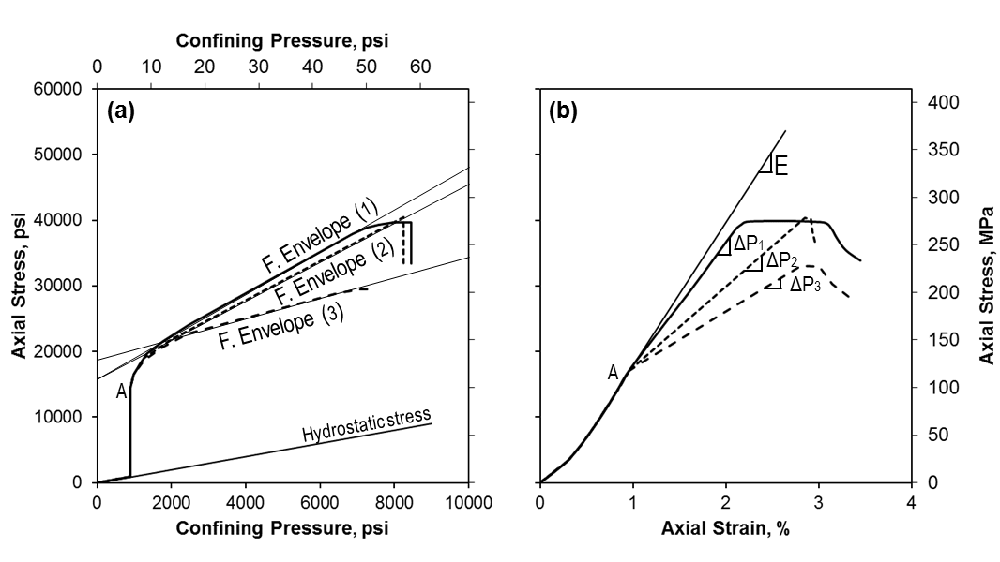 Confining Pressure, psi
0 10 20 30 40 50 60
60000
50000
40000
30000
20000
10000
0
Axial Stress, psi
(a)
F. Envelope (1)
F. Envelope (2)
F. Envelope (3)
A
Hydrostatic stress
0 2000 4000 6000 8000 10000
Confining Pressure, psi
(b)
E
ΔP1
ΔP2
ΔP3
A
400
350
300
250
200
150
100
50
0
Axial Stress, MPa
0 1 2 3 4
Axial Strain, %